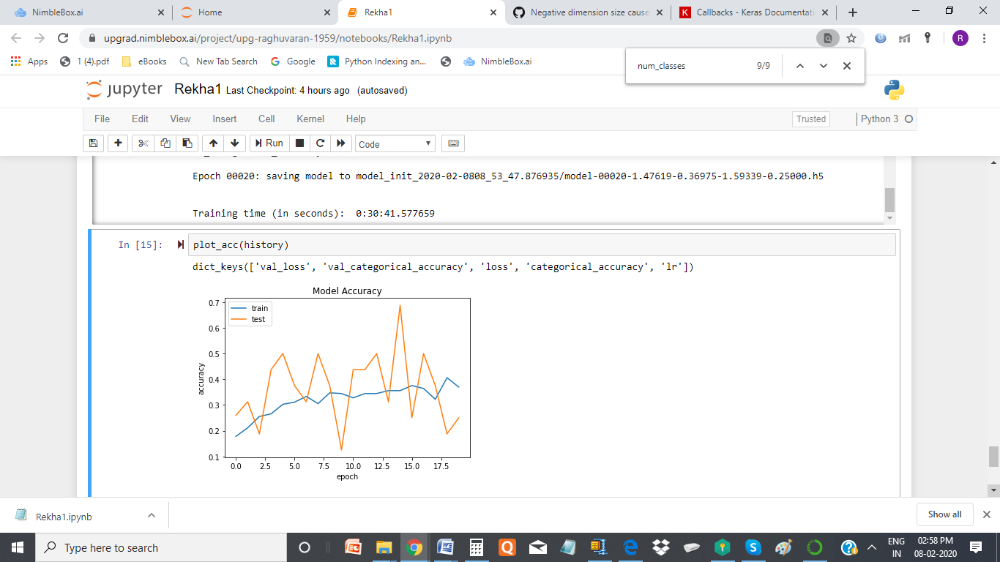 NimbleBox.ai
Home
Rekha1
Negative dimension size cause
Callbacks - Keras Documentati
upgrad.nimblebox.ai/project/upg-raghuvaran-1959/notebooks/Rekha1.ipynb
R
Apps
1 (4).pdf
eBooks
New Tab Search
Google
Python Indexing an...
NimbleBox.ai
num_classes
9/9
jupyter
Rekha1 Last Checkpoint: 4 hours ago (autosaved)
File Edit View Insert Cell Kernel Help
Trusted
Python 3
Run
Code
Epoch 00020: saving model to model_init_2020-02-0808_53_47.876935/model-00020-1.47619-0.36975-1.59339-0.25000.h5
Training time (in seconds):  0:30:41.577659
In [15]:
plot_acc(history)
dict_keys(['val_loss', 'val_categorical_accuracy', 'loss', 'categorical_accuracy', 'lr'])
Model Accuracy
train
test
0.7
0.6
0.5
0.4
0.3
0.2
0.1
accuracy
0.0 2.5 5.0 7.5 10.0 12.5 15.0 17.5
epoch
Rekha1.ipynb
Show all
Type here to search
ENG
IN
02:58 PM
08-02-2020